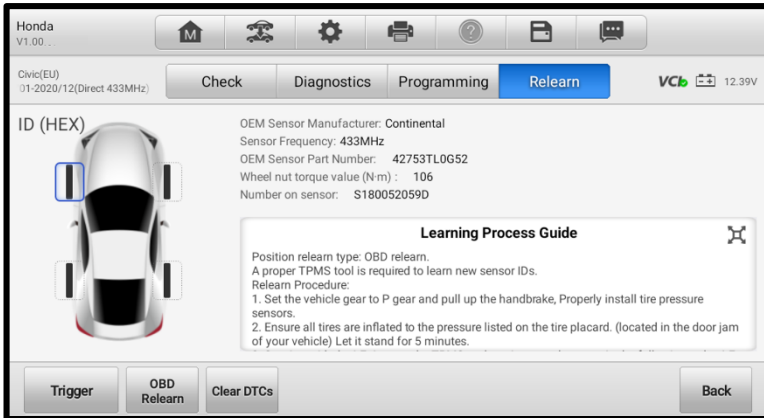 Honda
V1.00...
M
?
Civic(EU)
01-2020/12(Direct 433MHz)
Check
Diagnostics
Programming
Relearn
VCI
12.39V
ID (HEX)
OEM Sensor Manufacturer: Continental
Sensor Frequency: 433MHz
OEM Sensor Part Number: 42753TL0G52
Wheel nut torque value (N·m) : 106
Number on sensor: S180052059D
Learning Process Guide
Position relearn type: OBD relearn.
A proper TPMS tool is required to learn new sensor IDs.
Relearn Procedure:
1. Set the vehicle gear to P gear and pull up the handbrake, Properly install tire pressure
sensors.
2. Ensure all tires are inflated to the pressure listed on the tire placard. (located in the door jam
of your vehicle) Let it stand for 5 minutes.
Trigger
OBD
Relearn
Clear DTCs
Back